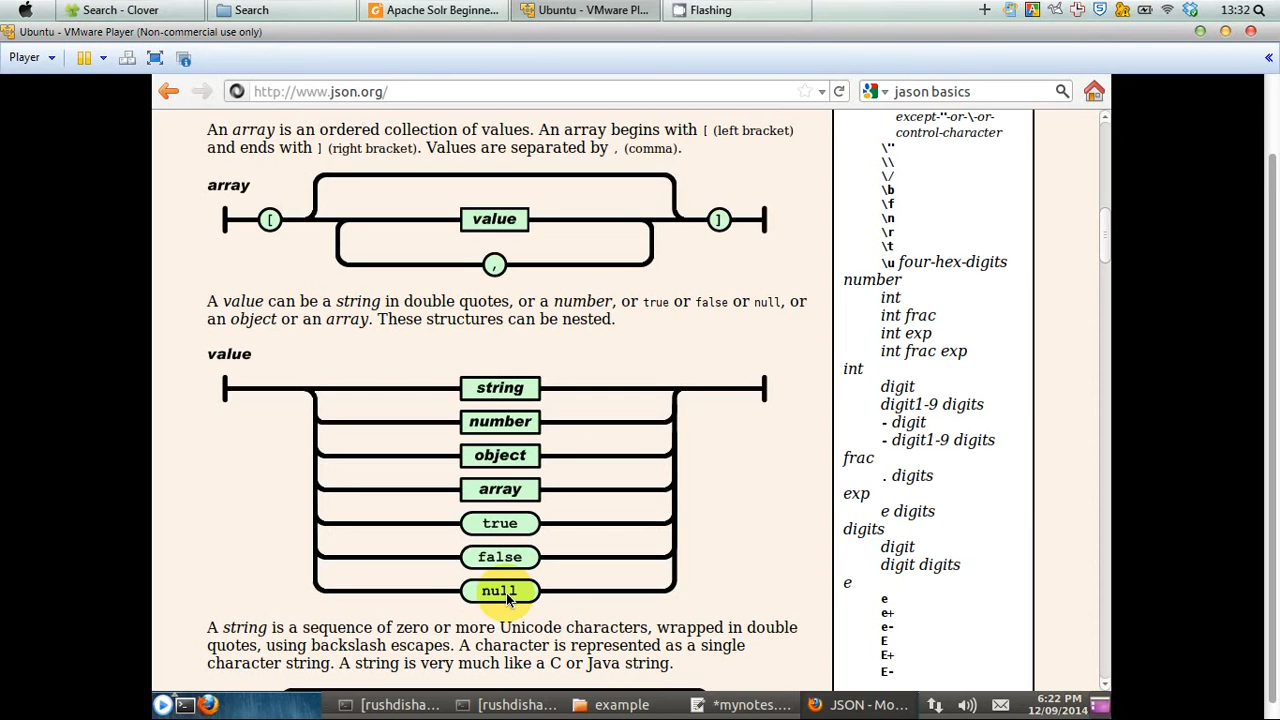 Search - Clover
Search
Apache Solr Beginne...
Ubuntu - VMware Pl...
Flashing
13:32
Ubuntu - VMware Player (Non-commercial use only)
Player
http://www.json.org/
json basics
An array is an ordered collection of values. An array begins with [ (left bracket)
and ends with ] (right bracket). Values are separated by , (comma).
array
[
value
]
,
A value can be a string in double quotes, or a number, or true or false or null, or
an object or an array. These structures can be nested.
value
string
number
object
array
true
false
null
A string is a sequence of zero or more Unicode characters, wrapped in double
quotes, using backslash escapes. A character is represented as a single
character string. A string is very much like a C or Java string.
except-"-or-\-or-
control-character
\"
\\
\/
\b
\f
\n
\r
\t
\u four-hex-digits
number
int
int frac
int exp
int frac exp
int
digit
digit1-9 digits
- digit
- digit1-9 digits
frac
. digits
exp
e digits
digits
digit
digit digits
e
e
e+
e-
E
E+
E-
[rushdisha...
[rushdisha...
example
*mynotes....
JSON - Mo...
6:22 PM
12/09/2014